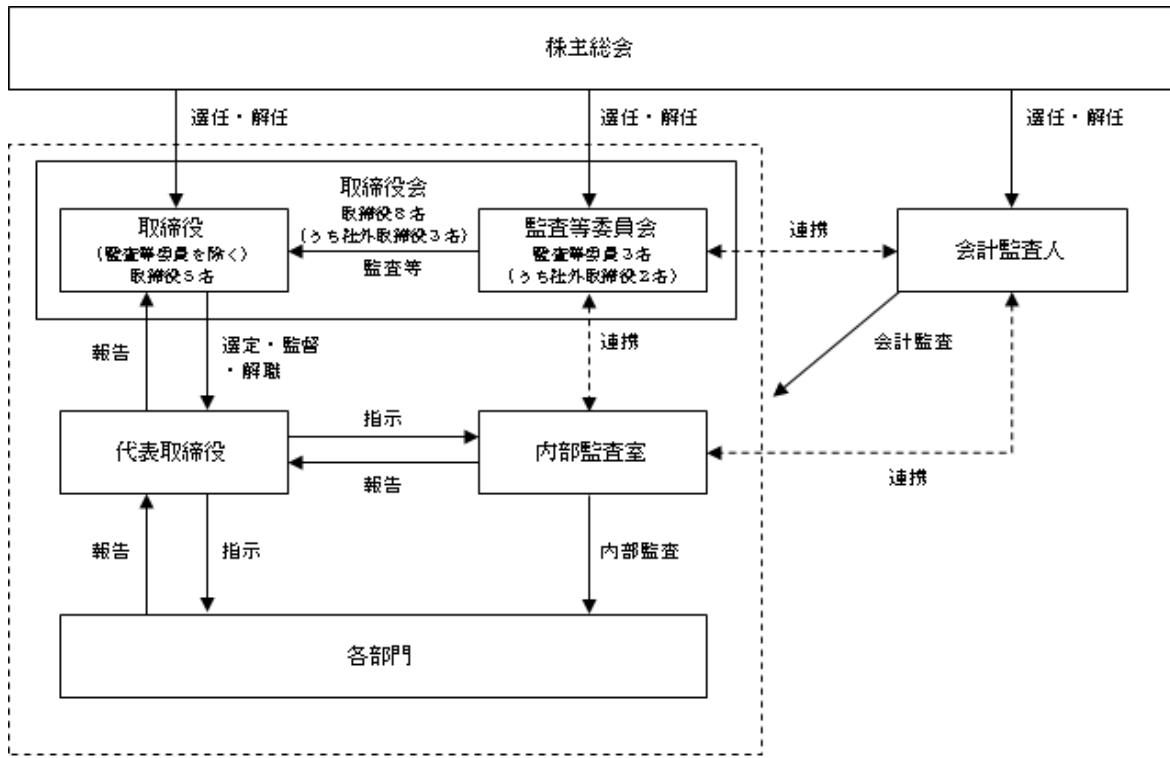 株主総会
選任・解任
選任・解任
選任・解任
取締役会
取締役8名
(うち社外取締役3名)
取締役
(監査等委員を除く)
取締役5名
監査等
監査等委員会
監査等委員3名
(うち社外取締役2名)
連携
会計監査人
報告
選定・監督
・解職
連携
会計監査
代表取締役
指示
報告
内部監査室
連携
報告
指示
内部監査
各部門